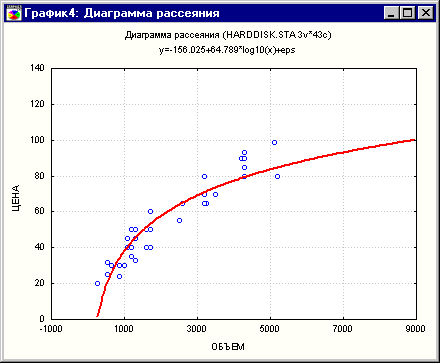 График4: Диаграмма рассеяния
Диаграмма рассеяния (HARDDISK.STA 3v*43c)
y=-156.025+64.789*log10(x)+eps
ЦЕНА
140
120
100
80
60
40
20
0
-1000 1000 3000 5000 7000 9000
ОБЪЕМ